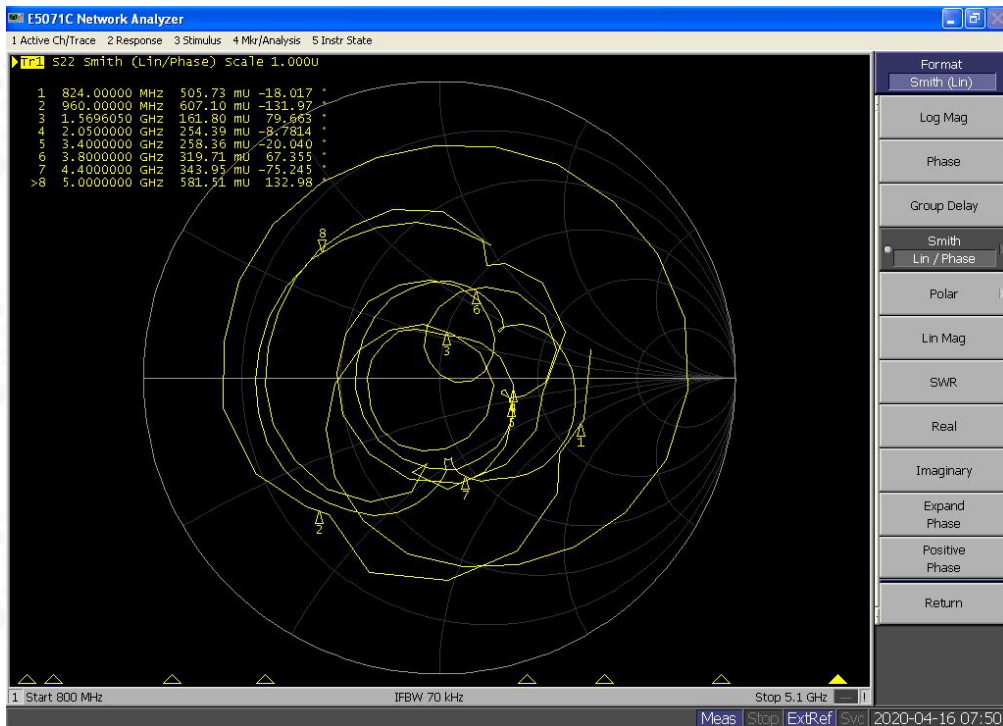 E5071C Network Analyzer
1 Active Ch/Trace 2 Response 3 Stimulus 4 Mkr/Analysis 5 Instr State
Tr1 S22 Smith (Lin/Phase) Scale 1.000U
1 824.00000 MHz 505.73 mU -18.017 °
2 960.00000 MHz 607.10 mU -131.97 °
3 1.5696050 GHz 161.80 mU 79.663 °
4 2.0500000 GHz 254.39 mU -8.7814 °
5 3.4000000 GHz 258.36 mU -20.040 °
6 3.8000000 GHz 319.71 mU 67.355 °
7 4.4000000 GHz 343.95 mU -75.245 °
>8 5.0000000 GHz 581.51 mU 132.98 °
8
6
3
5
1
7
2
1 Start 800 MHz
IFBW 70 kHz
Stop 5.1 GHz
!
Format
Smith (Lin)
Log Mag
Phase
Group Delay
Smith
Lin / Phase
Polar
Lin Mag
SWR
Real
Imaginary
Expand
Phase
Positive
Phase
Return
Meas Stop ExtRef Svc 2020-04-16 07:50